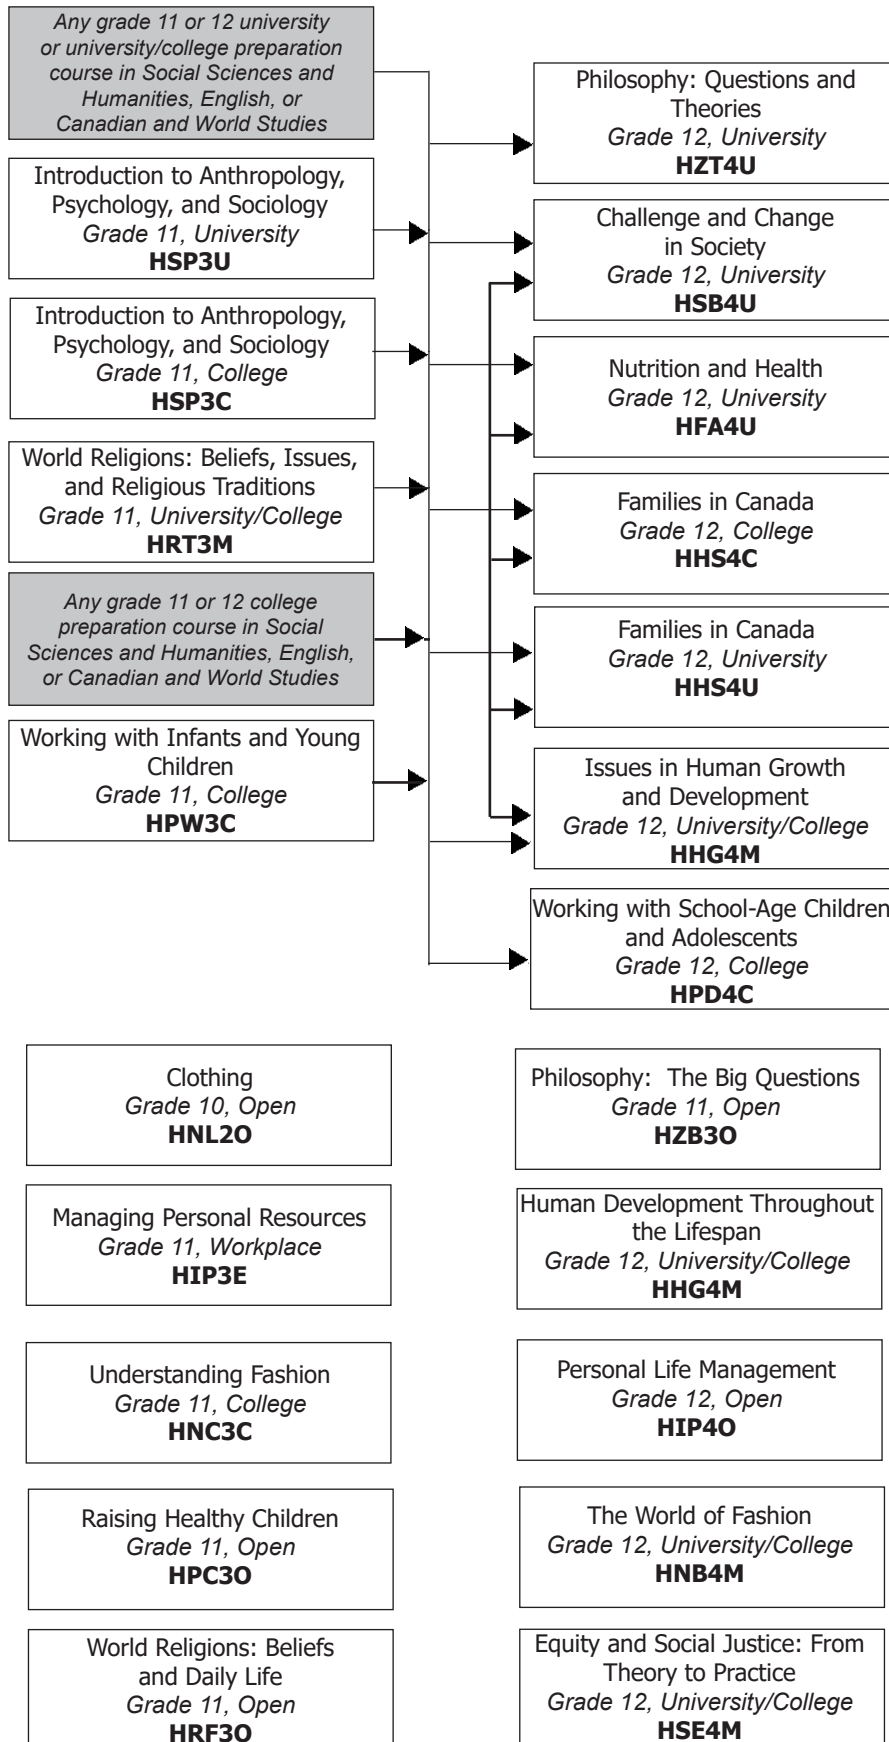 Any grade 11 or 12 university
or university/college preparation
course in Social Sciences and
Humanities, English, or
Canadian and World Studies
Introduction to Anthropology,
Psychology, and Sociology
Grade 11, University
HSP3U
Introduction to Anthropology,
Psychology, and Sociology
Grade 11, College
HSP3C
World Religions: Beliefs, Issues,
and Religious Traditions
Grade 11, University/College
HRT3M
Any grade 11 or 12 college
preparation course in Social
Sciences and Humanities, English,
or Canadian and World Studies
Working with Infants and Young
Children
Grade 11, College
HPW3C
Philosophy: Questions and
Theories
Grade 12, University
HZT4U
Challenge and Change
in Society
Grade 12, University
HSB4U
Nutrition and Health
Grade 12, University
HFA4U
Families in Canada
Grade 12, College
HHS4C
Families in Canada
Grade 12, University
HHS4U
Issues in Human Growth
and Development
Grade 12, University/College
HHG4M
Working with School-Age Children
and Adolescents
Grade 12, College
HPD4C
Clothing
Grade 10, Open
HNL2O
Managing Personal Resources
Grade 11, Workplace
HIP3E
Understanding Fashion
Grade 11, College
HNC3C
Raising Healthy Children
Grade 11, Open
HPC3O
World Religions: Beliefs
and Daily Life
Grade 11, Open
HRF3O
Philosophy: The Big Questions
Grade 11, Open
HZB3O
Human Development Throughout
the Lifespan
Grade 12, University/College
HHG4M
Personal Life Management
Grade 12, Open
HIP4O
The World of Fashion
Grade 12, University/College
HNB4M
Equity and Social Justice: From
Theory to Practice
Grade 12, University/College
HSE4M